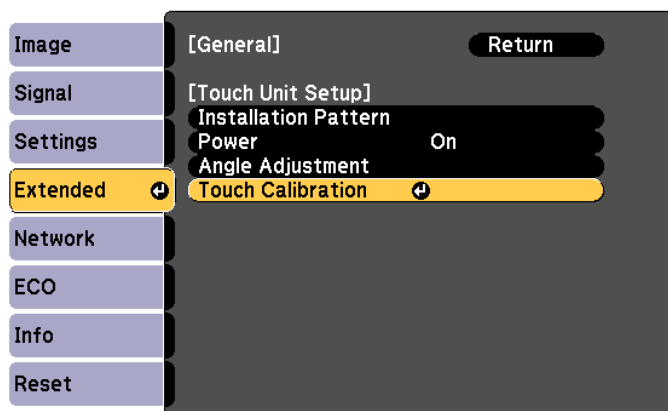 Image
Signal
Settings
Extended
Network
ECO
Info
Reset
[General] Return
[Touch Unit Setup]
Installation Pattern
Power On
Angle Adjustment
Touch Calibration